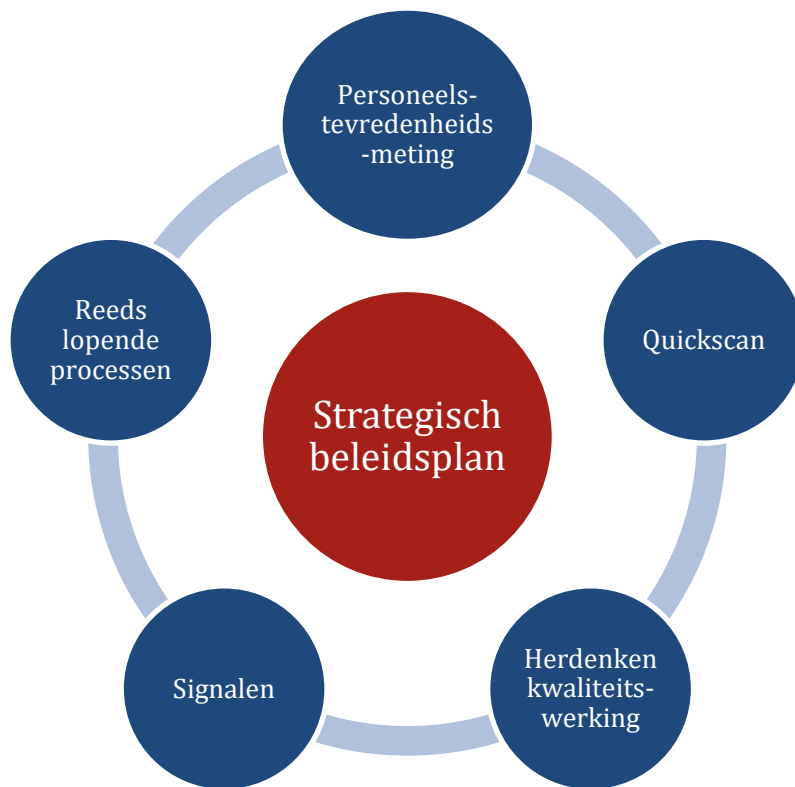 Personeels-
tevredenheids
-meting
Quickscan
Herdenken
kwaliteits-
werking
Signalen
Reeds
lopende
processen
Strategisch
beleidsplan